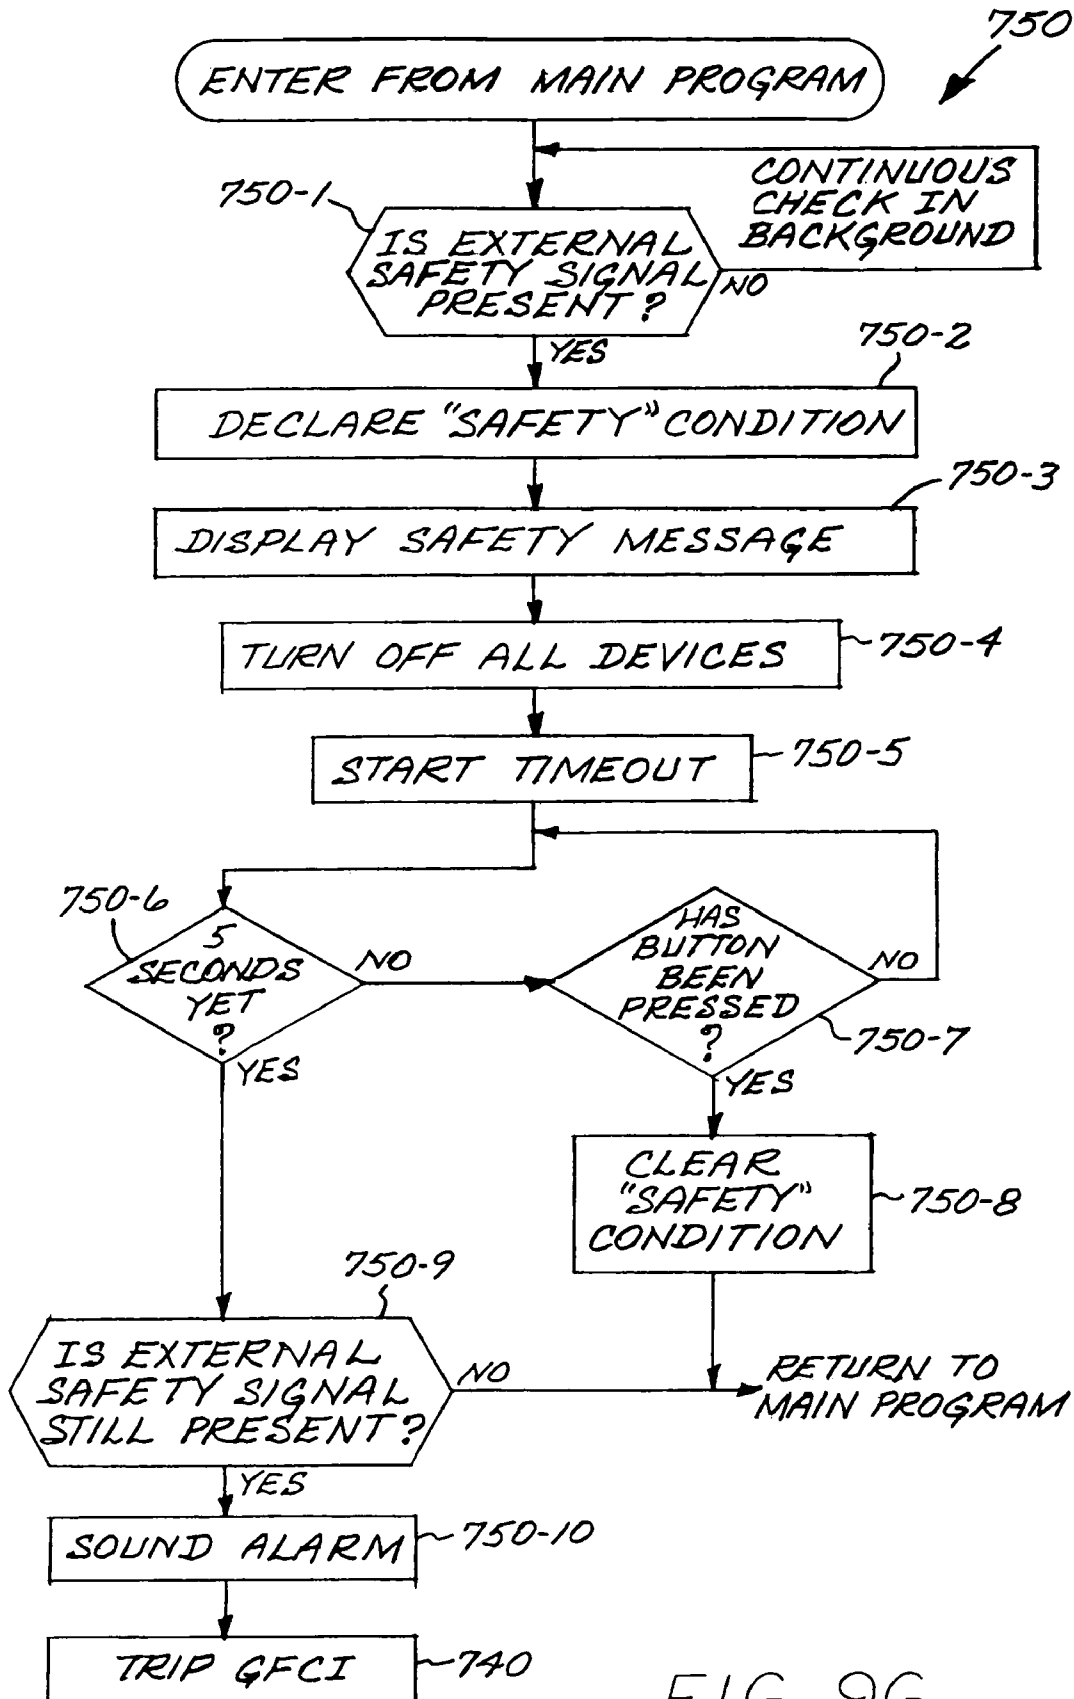 750
ENTER FROM MAIN PROGRAM
CONTINUOUS
CHECK IN
BACKGROUND
750-1
IS EXTERNAL
SAFETY SIGNAL
PRESENT?
NO
YES
750-2
DECLARE "SAFETY" CONDITION
750-3
DISPLAY SAFETY MESSAGE
TURN OFF ALL DEVICES
750-4
START TIMEOUT
750-5
750-6
5
SECONDS
YET
?
NO
YES
HAS
BUTTON
BEEN
PRESSED
?
NO
750-7
YES
CLEAR
"SAFETY"
CONDITION
750-8
750-9
IS EXTERNAL
SAFETY SIGNAL
STILL PRESENT?
NO
RETURN TO
MAIN PROGRAM
YES
SOUND ALARM
750-10
TRIP GFCI
740
FIG. 9G